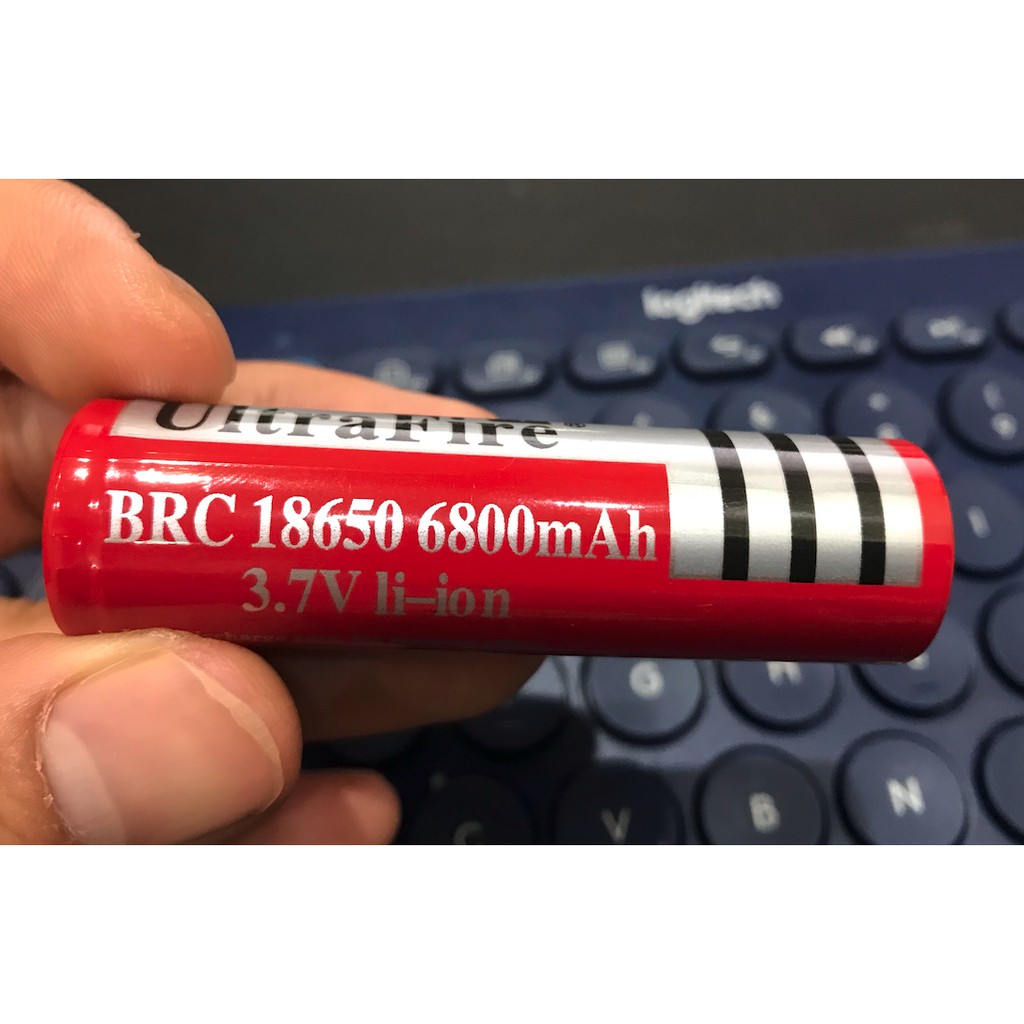 logitech
UltraFire®
BRC 18650 6800mAh
3.7V li-ion
G
H
C
V
B
N